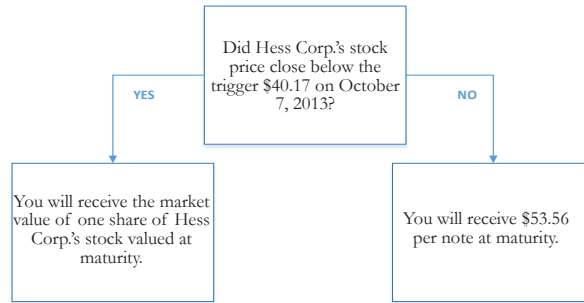 Did Hess Corp.'s stock
price close below the
trigger $40.17 on October
7, 2013?
YES
NO
You will receive the market
value of one share of Hess
Corp.'s stock valued at
maturity.
You will receive $53.56
per note at maturity.